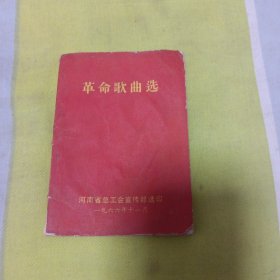 革命歌曲选
河南省总工会宣传部选印
一九六六年十一月